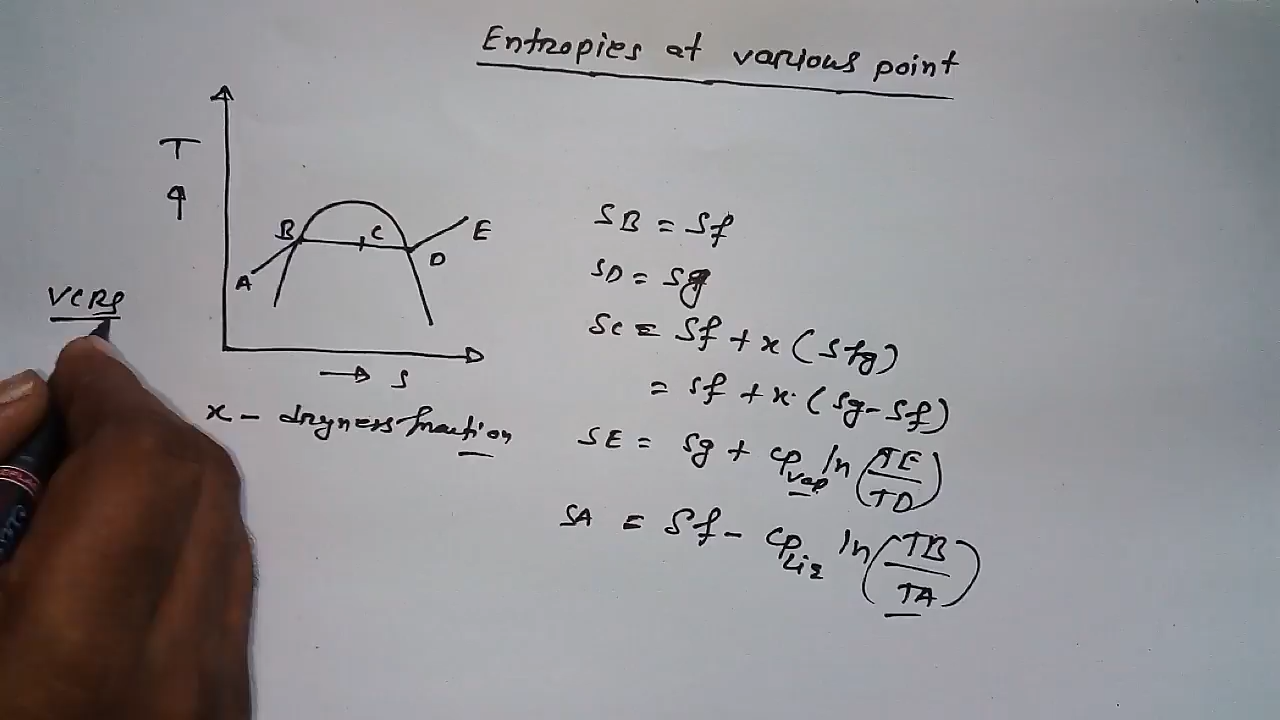 Entropies at various point
T
B
C
E
D
A
VCRS
S
x - dryness fraction
SB = Sf
SD = Sg
SC = Sf + x (Sfg)
= Sf + x. (Sg - Sf)
SE = Sg + CPvap ln (TE/TD)
SA = Sf - CPLiq ln (TB/TA)